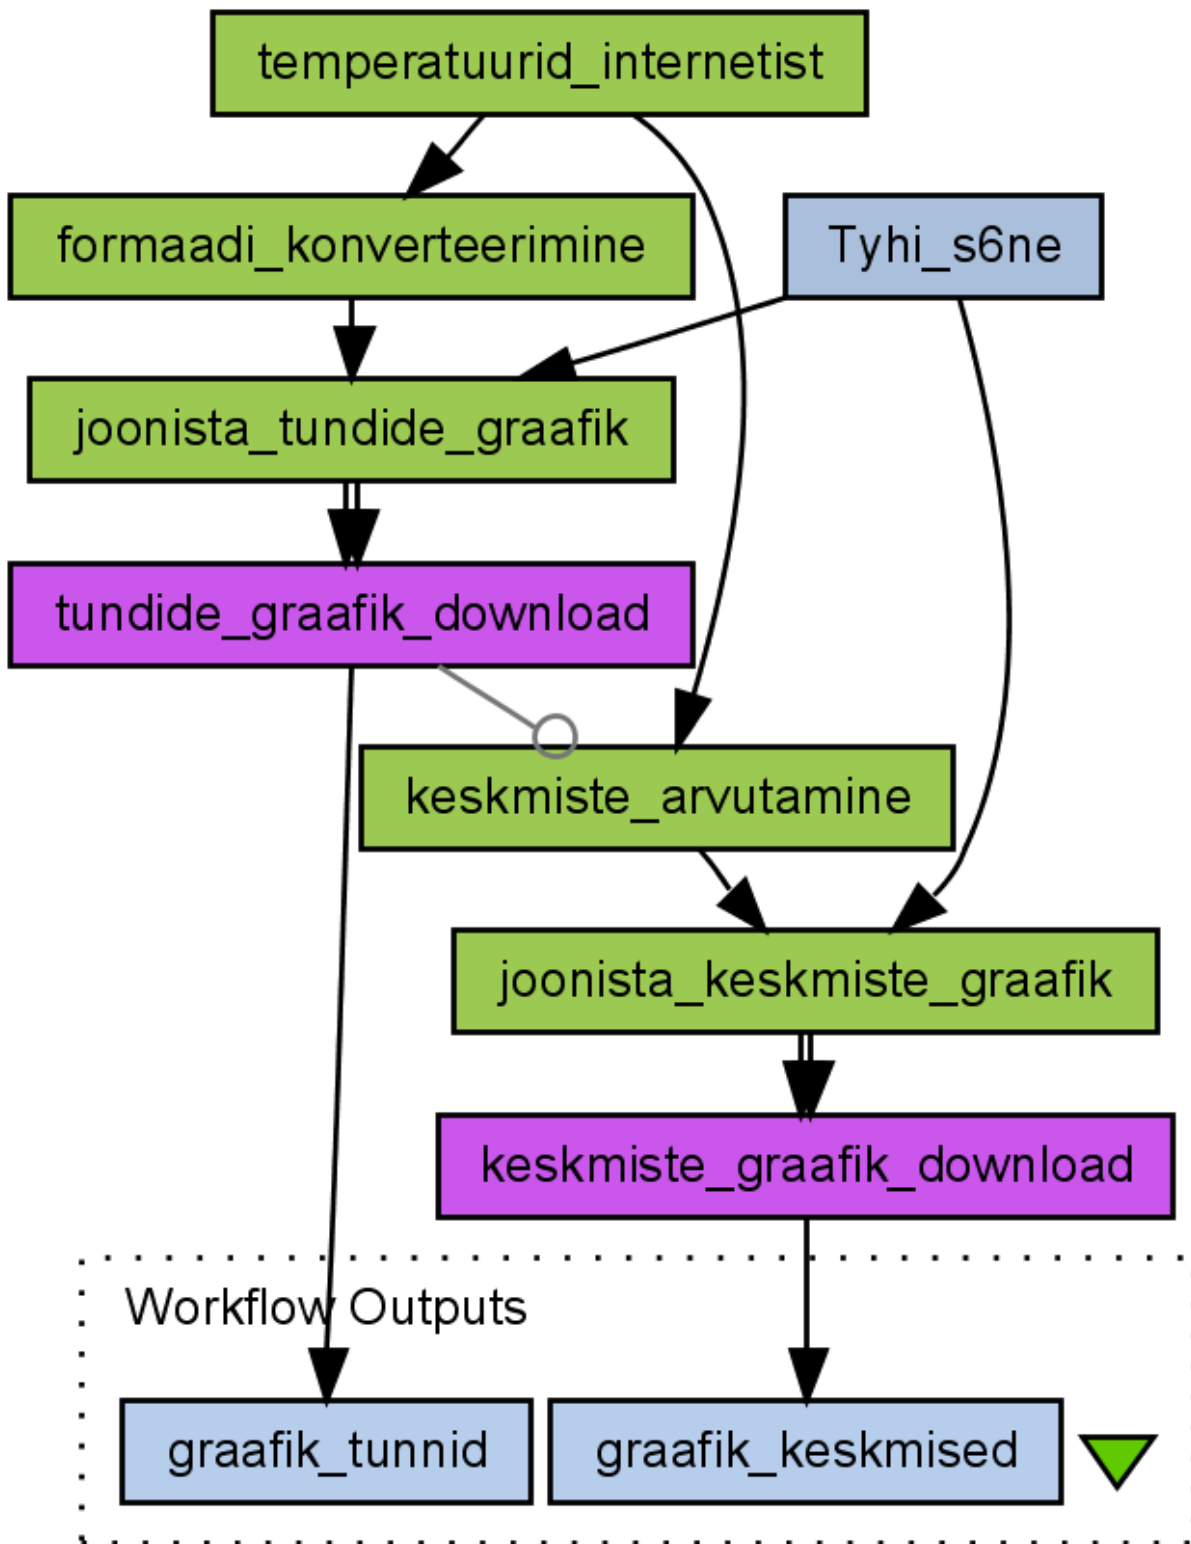 temperatuurid_internetist
formaadi_konverteerimine
Tyhi_s6ne
joonista_tundide_graafik
tundide_graafik_download
keskmiste_arvutamine
joonista_keskmiste_graafik
keskmiste_graafik_download
Workflow Outputs
graafik_tunnid
graafik_keskmised